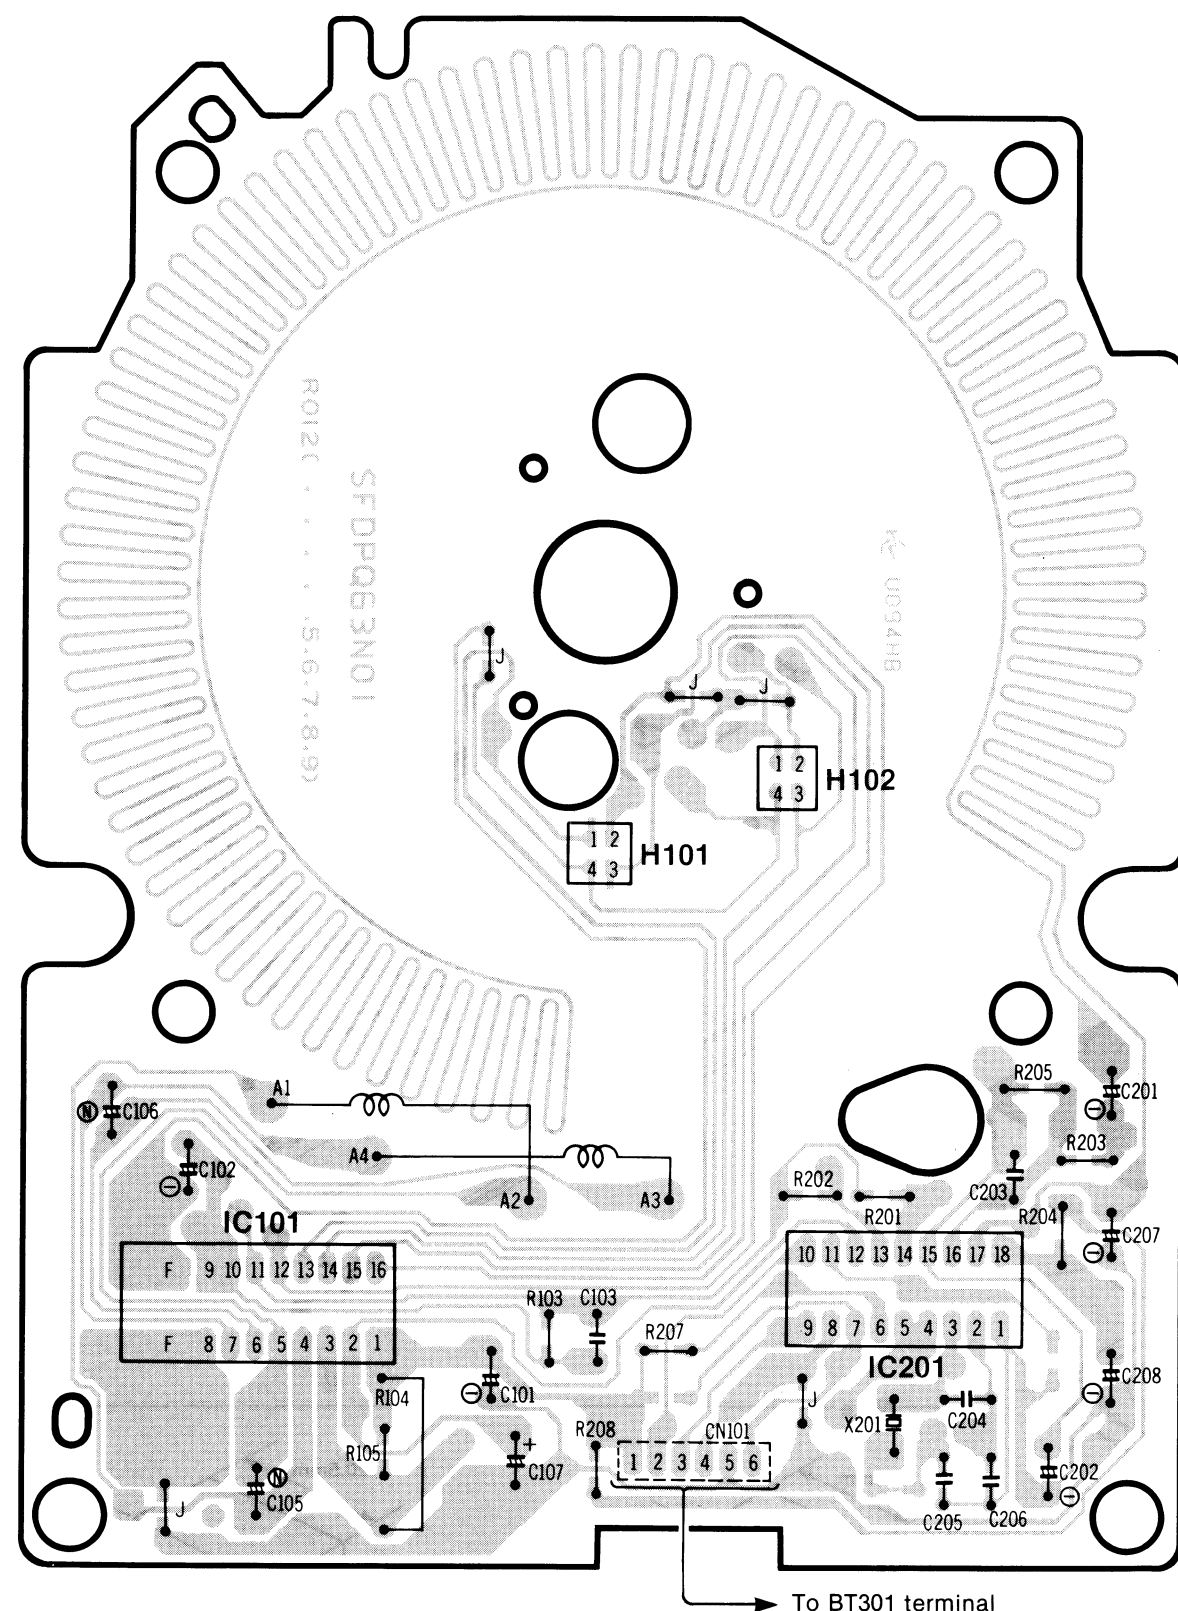 R012(. . . . .5.6.7.8.9)
SFDPQ63N01
U094HB
J
J
J
1 2
4 3
H102
1 2
4 3
H101
A1
N
C106
A4
C102
A2
A3
IC101
F 9 10 11 12 13 14 15 16
F 8 7 6 5 4 3 2 1
R205
C201
R203
R202
R201
C203
R204
C207
10 11 12 13 14 15 16 17 18
9 8 7 6 5 4 3 2 1
IC201
R103
C103
R207
C101
R104
R105
+
C107
R208
CN101
1 2 3 4 5 6
J
X201
C204
C208
C202
C205
C206
N
C105
J
To BT301 terminal